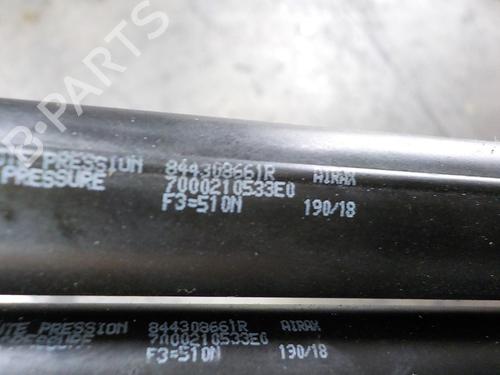 B-PARTS
UTE PRESSION 844308661R AIRAX
PRESSURE 7000210533E0
F3=510N 190/18
UTE PRESSION 844308661R AIRAX
PRESSURE 7000210533E0
F3=510N 190/18